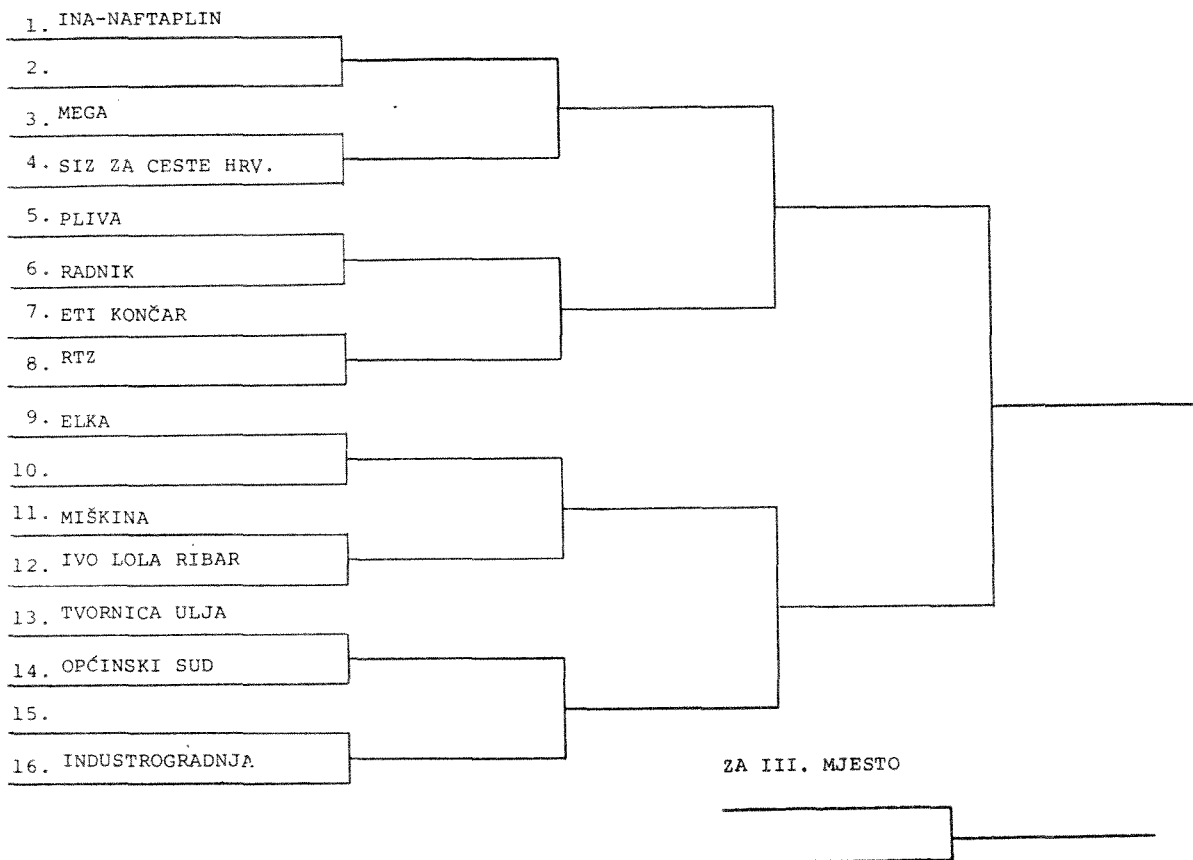 1. INA-NAFTAPLIN
2.
3. MEGA
4. SIZ ZA CESTE HRV.
5. PLIVA
6. RADNIK
7. ETI KONČAR
8. RTZ
9. ELKA
10.
11. MIŠKINA
12. IVO LOLA RIBAR
13. TVORNICA ULJA
14. OPĆINSKI SUD
15.
16. INDUSTROGRADNJA
ZA III. MJESTO